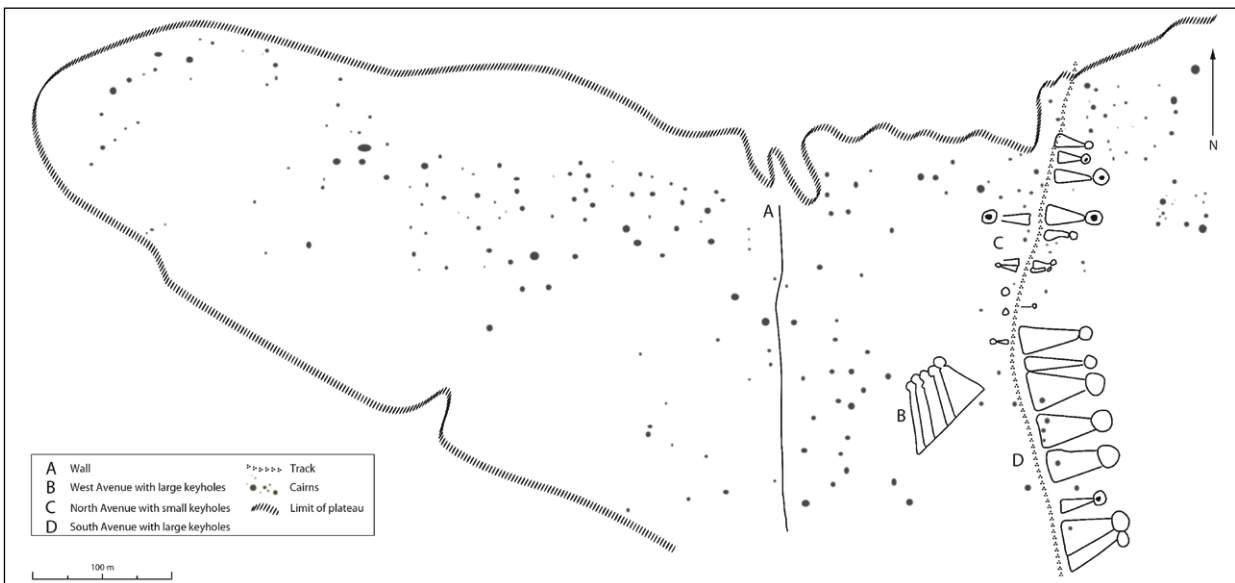 N
A
C
B
D
A Wall
B West Avenue with large keyholes
C North Avenue with small keyholes
D South Avenue with large keyholes
Track
Cairns
Limit of plateau
100 m